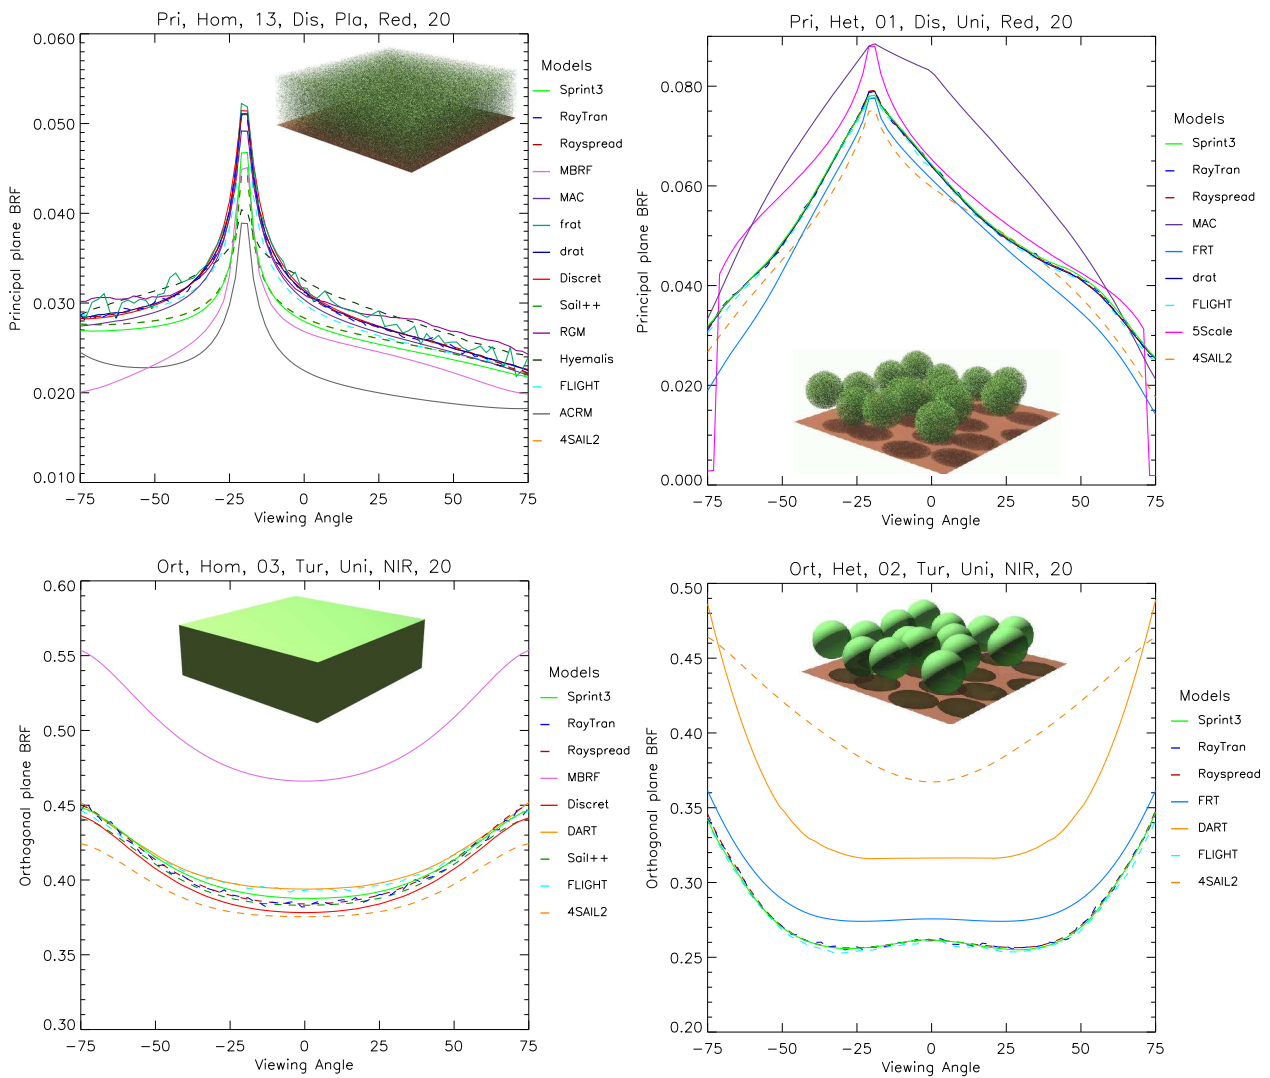 Pri, Hom, 13, Dis, Pla, Red, 20
0.060
0.050
0.040
0.030
0.020
0.010
Principal plane BRF
−75 −50 −25 0 25 50 75
Viewing Angle
Models
Sprint3
RayTran
Rayspread
MBRF
MAC
frat
drat
Discret
Sail++
RGM
Hyemalis
FLIGHT
ACRM
4SAIL2
Pri, Het, 01, Dis, Uni, Red, 20
0.080
0.060
0.040
0.020
0.000
Principal plane BRF
−75 −50 −25 0 25 50 75
Viewing Angle
Models
Sprint3
RayTran
Rayspread
MAC
FRT
drat
FLIGHT
5Scale
4SAIL2
Ort, Hom, 03, Tur, Uni, NIR, 20
0.60
0.55
0.50
0.45
0.40
0.35
0.30
Orthogonal plane BRF
−75 −50 −25 0 25 50 75
Viewing Angle
Models
Sprint3
RayTran
Rayspread
MBRF
Discret
DART
Sail++
FLIGHT
4SAIL2
Ort, Het, 02, Tur, Uni, NIR, 20
0.50
0.45
0.40
0.35
0.30
0.25
0.20
Orthogonal plane BRF
−75 −50 −25 0 25 50 75
Viewing Angle
Models
Sprint3
RayTran
Rayspread
FRT
DART
FLIGHT
4SAIL2